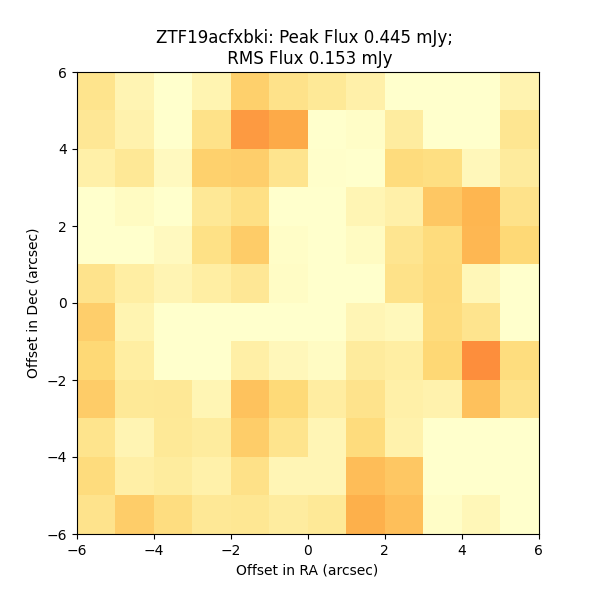 ZTF19acfxbki: Peak Flux 0.445 mJy;
RMS Flux 0.153 mJy
6
4
2
0
−2
−4
−6
Offset in Dec (arcsec)
−6 −4 −2 0 2 4 6
Offset in RA (arcsec)